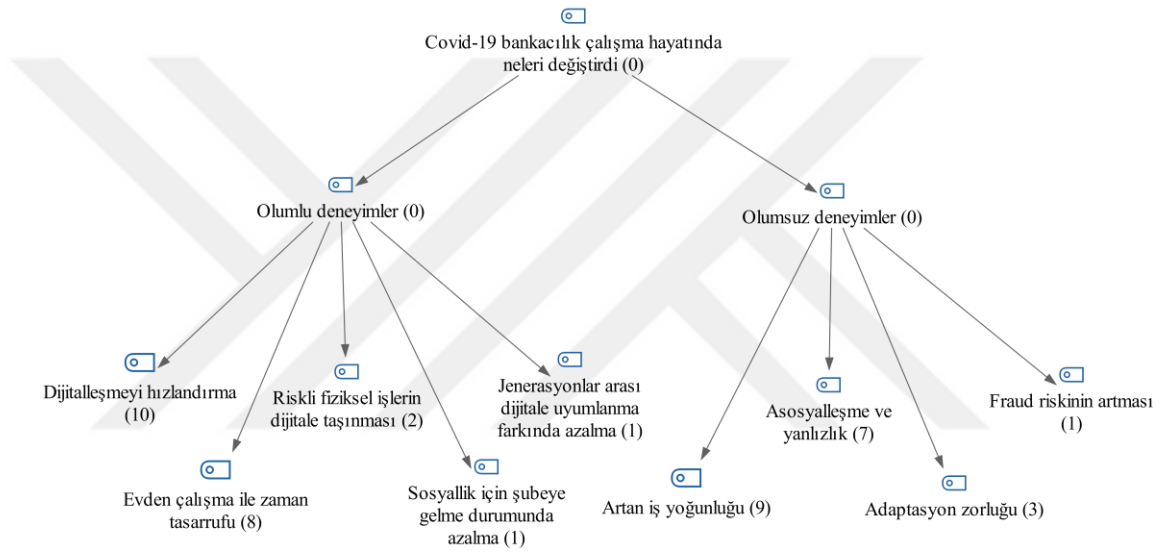 Covid-19 bankacılık çalışma hayatında
neleri değiştirdi (0)
Olumlu deneyimler (0)
Olumsuz deneyimler (0)
Dijitalleşmeyi hızlandırma
(10)
Riskli fiziksel işlerin
dijitale taşınması (2)
Jenerasyonlar arası
dijitale uyumlanma
farkında azalma (1)
Asosyalleşme ve
yanlızlık (7)
Fraud riskinin artması
(1)
Evden çalışma ile zaman
tasarrufu (8)
Sosyallik için şubeye
gelme durumunda
azalma (1)
Artan iş yoğunluğu (9)
Adaptasyon zorluğu (3)